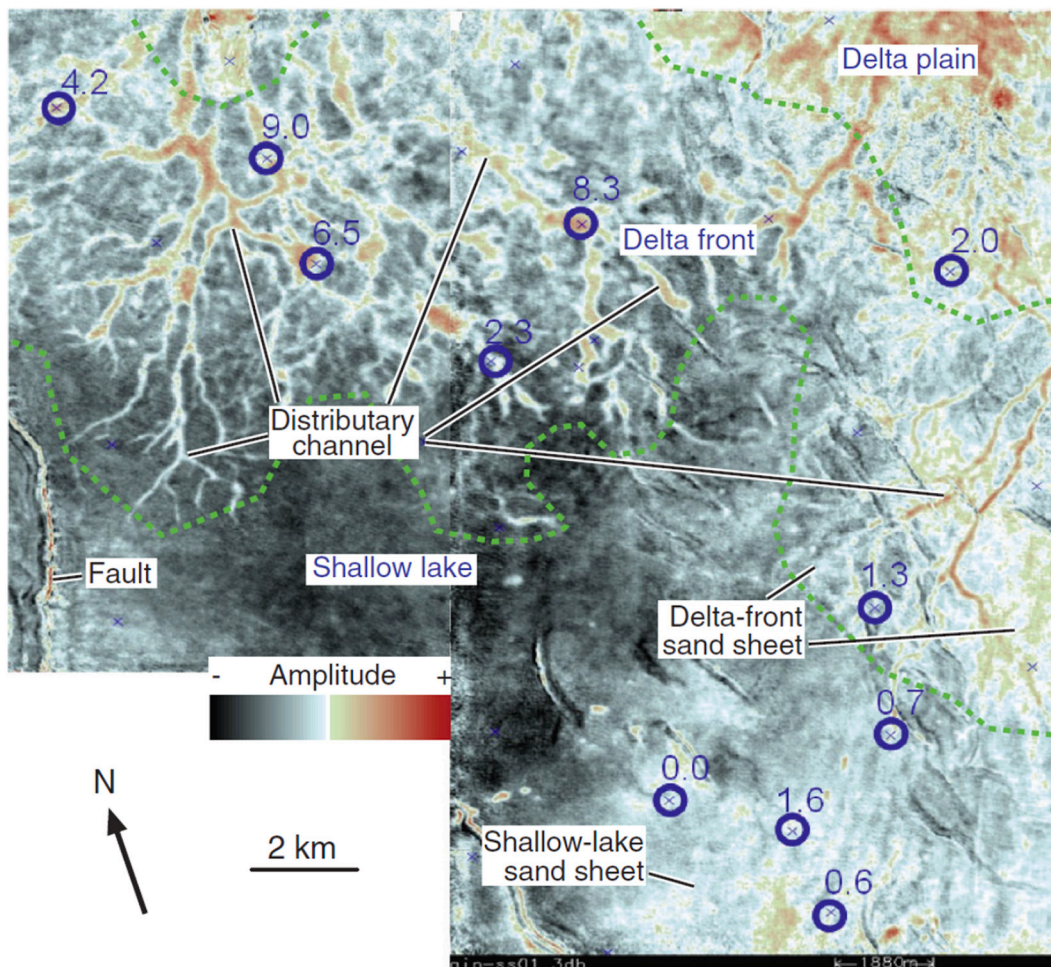 4.2
9.0
Delta plain
8.3
6.5
Delta front
2.0
2.3
Distributary
channel
Fault
Shallow lake
1.3
Delta-front
sand sheet
- Amplitude +
0.7
0.0
1.6
N
2 km
Shallow-lake
sand sheet
0.6
1880m